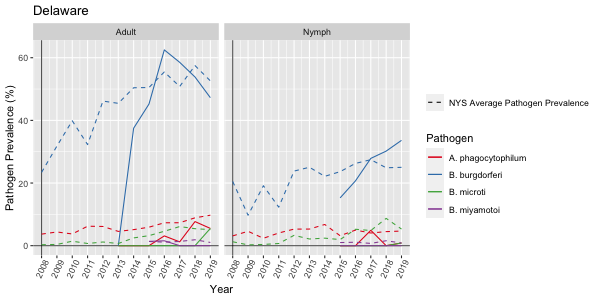 Delaware
Adult
Nymph
Pathogen Prevalence (%)
60
40
20
0
2008 2009 2010 2011 2012 2013 2014 2015 2016 2017 2018 2019
2008 2009 2010 2011 2012 2013 2014 2015 2016 2017 2018 2019
Year
NYS Average Pathogen Prevalence
Pathogen
A. phagocytophilum
B. burgdorferi
B. microti
B. miyamotoi